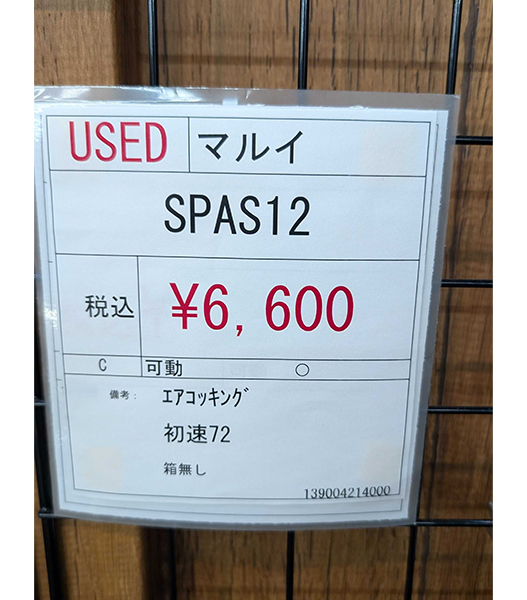 USED マルイ
SPAS12
税込 ¥6,600
C 可動 ○
備考： ｴｱｺｯｷﾝｸﾞ
初速72
箱無し
139004214000